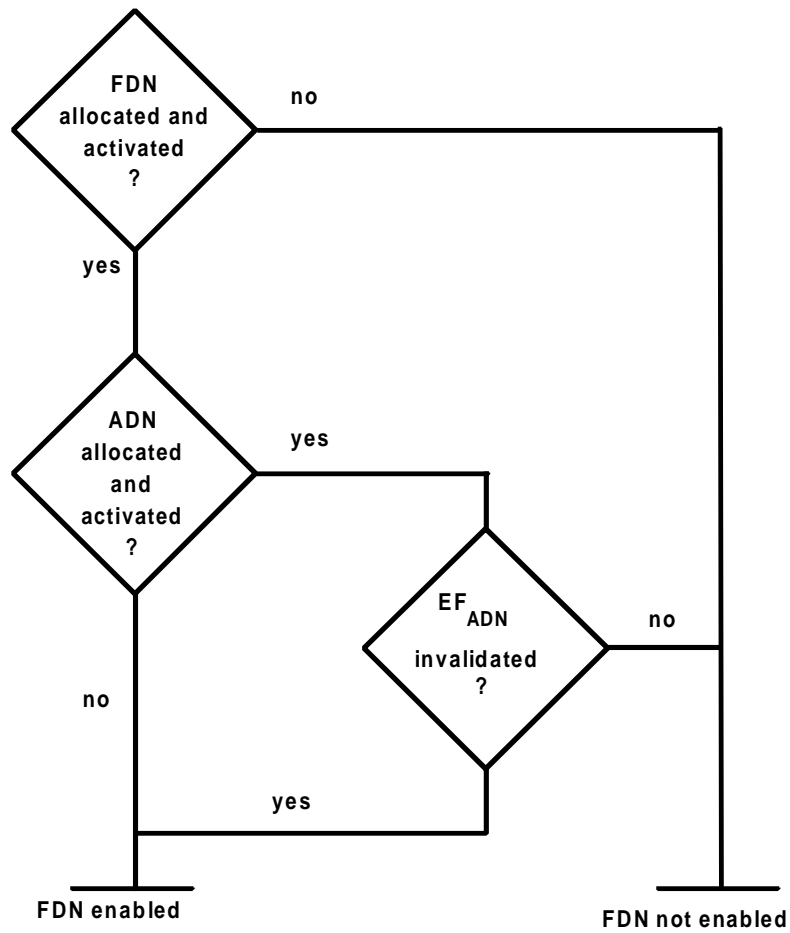 FDN
allocated and
activated
?
no
yes
ADN
allocated
and
activated
?
yes
EF ADN
invalidated
?
no
no
yes
FDN enabled
FDN not enabled